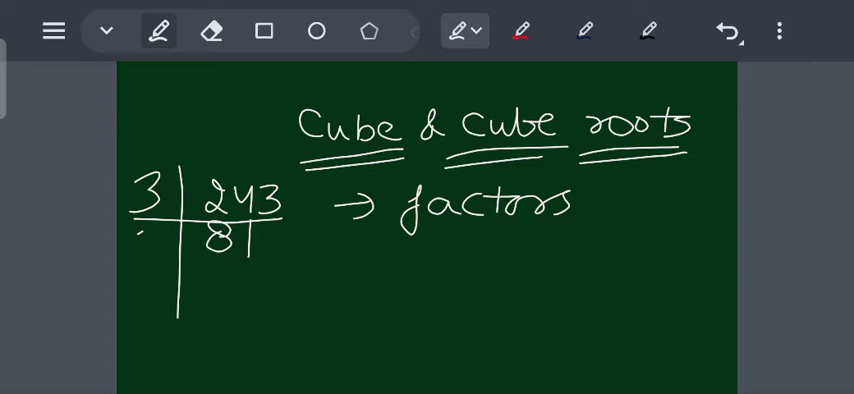 Cube & cube roots
3 | 243 → factors
81